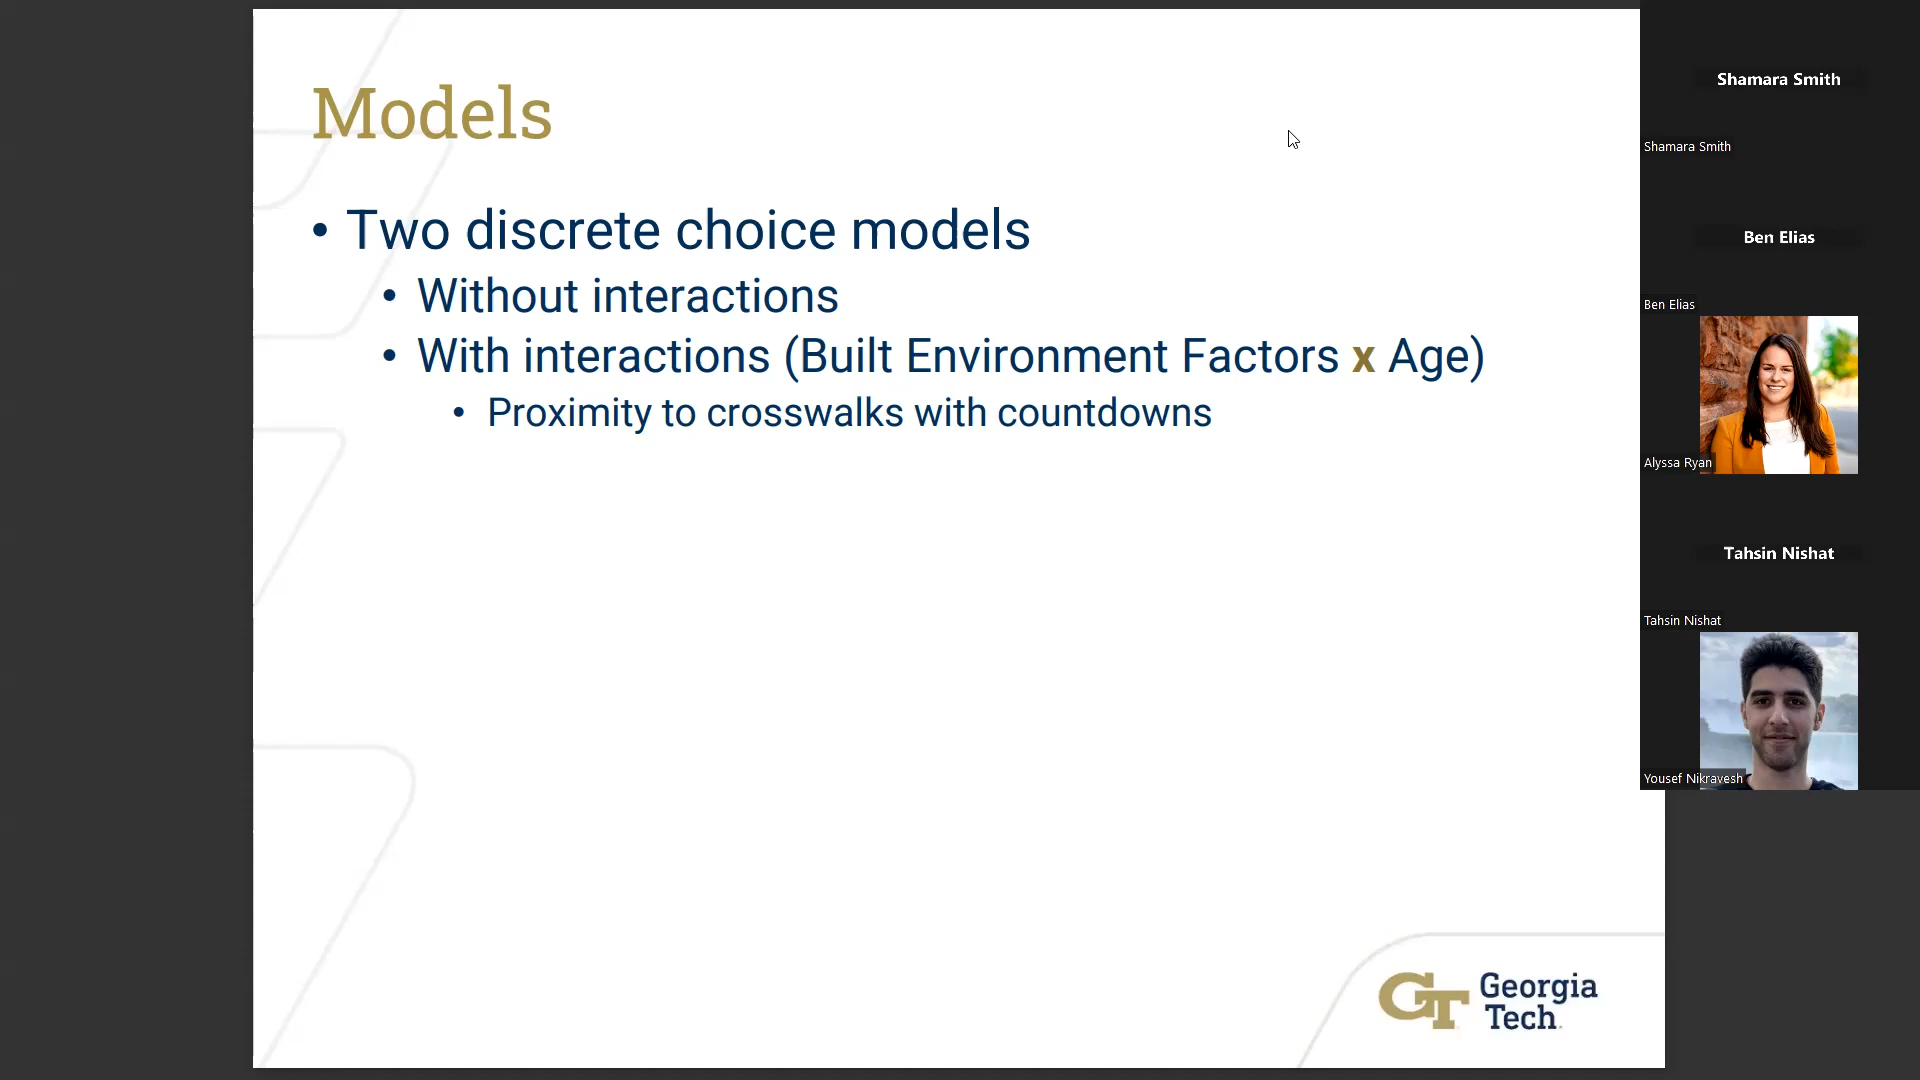 Models
• Two discrete choice models
• Without interactions
• With interactions (Built Environment Factors x Age)
• Proximity to crosswalks with countdowns
GT Georgia
Tech
Shamara Smith
Shamara Smith
Ben Elias
Ben Elias
Alyssa Ryan
Tahsin Nishat
Tahsin Nishat
Yousef Nikravesh